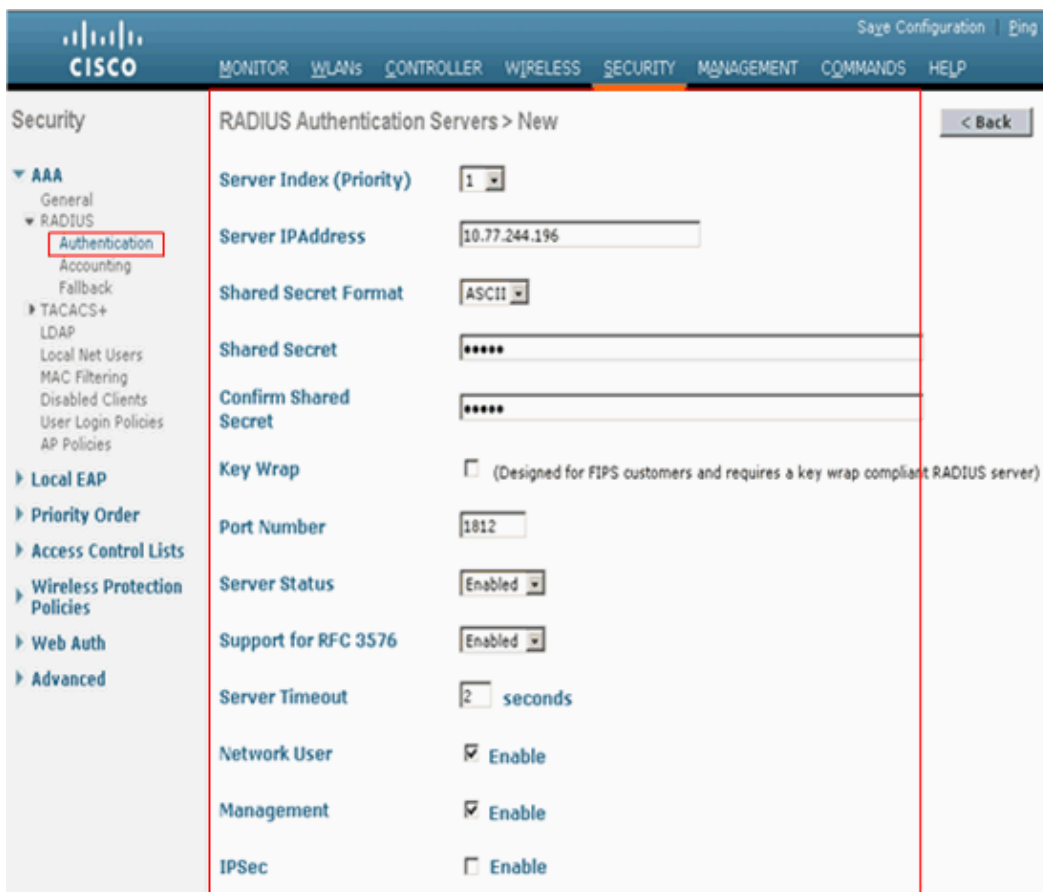 Save Configuration | Ping
CISCO
MONITOR WLANs CONTROLLER WIRELESS SECURITY MANAGEMENT COMMANDS HELP
Security
AAA
General
RADIUS
Authentication
Accounting
Fallback
TACACS+
LDAP
Local Net Users
MAC Filtering
Disabled Clients
User Login Policies
AP Policies
Local EAP
Priority Order
Access Control Lists
Wireless Protection
Policies
Web Auth
Advanced
RADIUS Authentication Servers > New
< Back
Server Index (Priority) 1
Server IPAddress 10.77.244.196
Shared Secret Format ASCII
Shared Secret •••••
Confirm Shared
Secret •••••
Key Wrap (Designed for FIPS customers and requires a key wrap compliant RADIUS server)
Port Number 1812
Server Status Enabled
Support for RFC 3576 Enabled
Server Timeout 2 seconds
Network User Enable
Management Enable
IPSec Enable